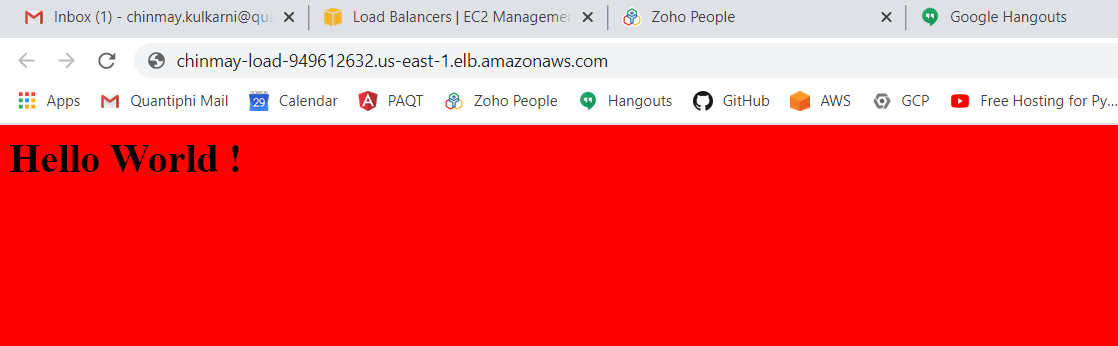 Inbox (1) - chinmay.kulkarni@qua
Load Balancers | EC2 Managemen
Zoho People
Google Hangouts
chinmay-load-949612632.us-east-1.elb.amazonaws.com
Apps Quantiphi Mail 29 Calendar PAQT Zoho People Hangouts GitHub AWS GCP Free Hosting for Py...
Hello World !